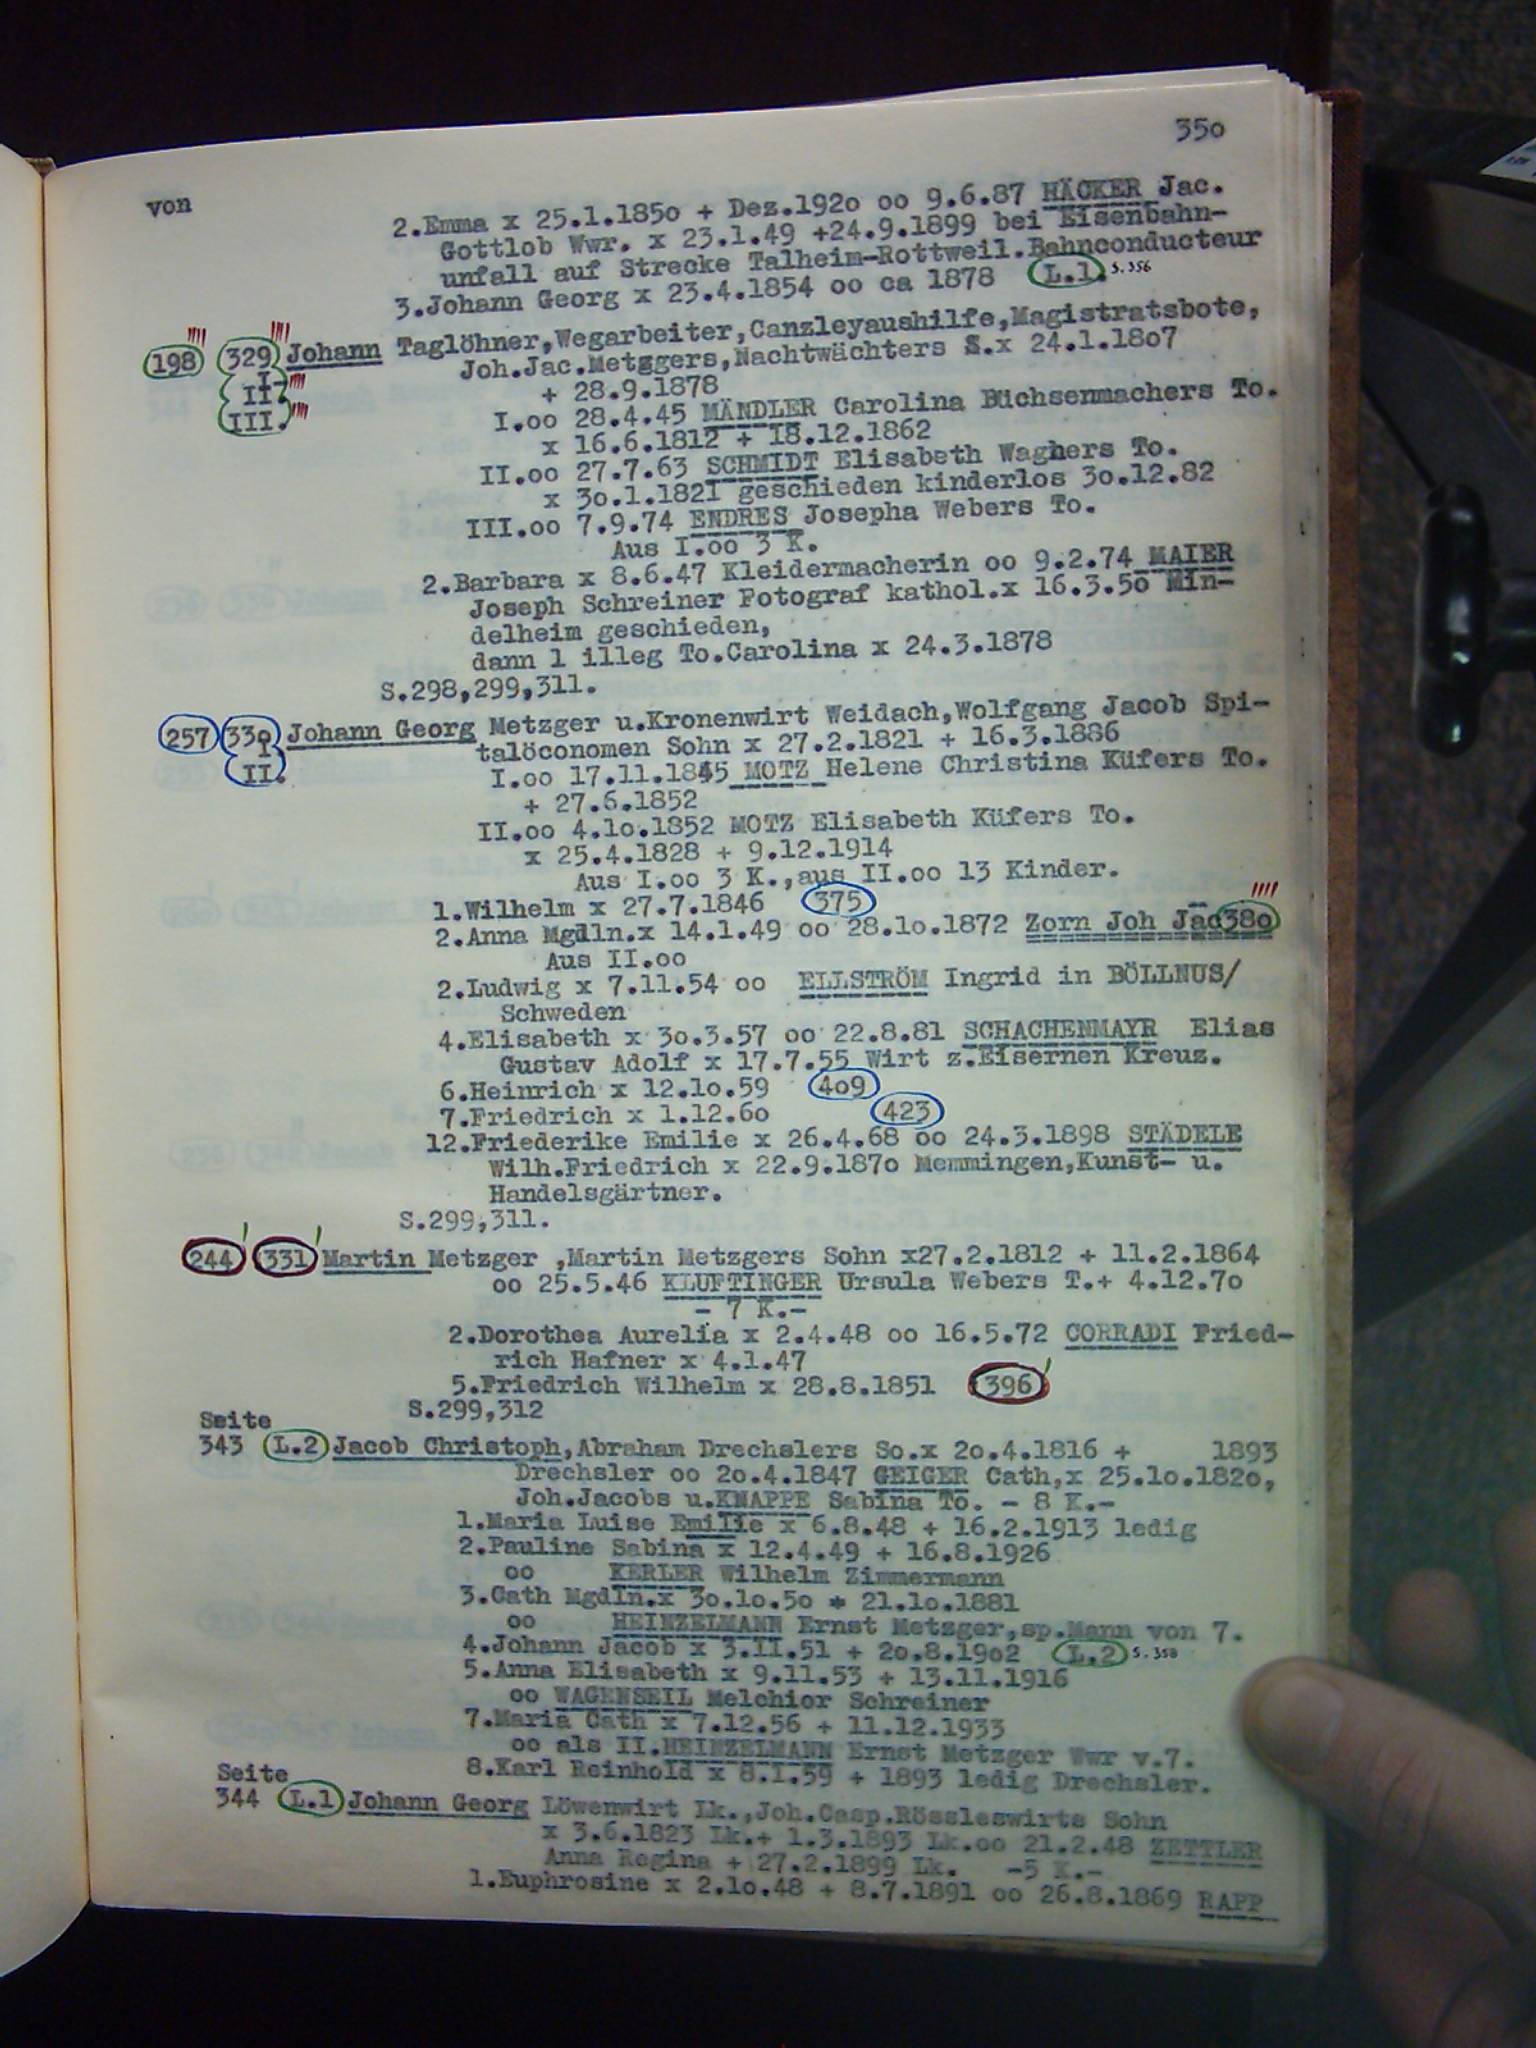 350
von
2.Emma x 25.1.1850 + Dez.1920 oo 9.6.87 HÄCKER Jac.
Gottlob Wwr. x 23.1.49 +24.9.1899 bei Eisenbahn-
unfall auf Strecke Talheim-Rottweil.Bahnconducteur
3.Johann Georg x 23.4.1854 oo ca 1878 L.1. S.356
198 329 Johann Taglöhner,Wegarbeiter,Canzleyaushilfe,Magistratsbote,
I Joh.Jac.Metzgers,Nachtwächters S.x 24.1.1807
II + 28.9.1878
III. I.oo 28.4.45 MÄNDLER Carolina Büchsenmachers To.
x 16.6.1812 + 18.12.1862
II.oo 27.7.63 SCHMIDT Elisabeth Wagners To.
x 30.1.1821 geschieden kinderlos 30.12.82
III.oo 7.9.74 ENDRES Josepha Webers To.
Aus I.oo 3 K.
2.Barbara x 8.6.47 Kleidermacherin oo 9.2.74 MAIER
Joseph Schreiner Fotograf kathol.x 16.3.50 Min-
delheim geschieden,
dann 1 illeg To.Carolina x 24.3.1878
S.298,299,311.
257 330 Johann Georg Metzger u.Kronenwirt Weidach,Wolfgang Jacob Spi-
I talöconomen Sohn x 27.2.1821 + 16.3.1886
II. I.oo 17.11.1845 MOTZ Helene Christina Küfers To.
+ 27.6.1852
II.oo 4.10.1852 MOTZ Elisabeth Küfers To.
x 25.4.1828 + 9.12.1914
Aus I.oo 3 K.,aus II.oo 13 Kinder.
1.Wilhelm x 27.7.1846 375
2.Anna Mgdln.x 14.1.49 oo 28.10.1872 Zorn Joh Jac 380
Aus II.oo
2.Ludwig x 7.11.54 oo ELLSTRÖM Ingrid in BÖLLNUS/
Schweden
4.Elisabeth x 30.3.57 oo 22.8.81 SCHACHENMAYR Elias
Gustav Adolf x 17.7.55 Wirt z.Eisernen Kreuz.
6.Heinrich x 12.10.59 409
7.Friedrich x 1.12.60 423
12.Friederike Emilie x 26.4.68 oo 24.3.1898 STÄDELE
Wilh.Friedrich x 22.9.1870 Memmingen,Kunst- u.
Handelsgärtner.
S.299,311.
244 331 Martin Metzger ,Martin Metzgers Sohn x27.2.1812 + 11.2.1864
oo 25.5.46 KLUFTINGER Ursula Webers T.+ 4.12.70
- 7 K.-
2.Dorothea Aurelia x 2.4.48 oo 16.5.72 CORRADI Fried-
rich Hafner x 4.1.47
5.Friedrich Wilhelm x 28.8.1851 396
S.299,312
Seite
343 L.2 Jacob Christoph,Abraham Drechslers So.x 20.4.1816 + 1893
Drechsler oo 20.4.1847 GEIGER Cath,x 25.10.1820,
Joh.Jacobs u.KNAPPE Sabina To. - 8 K.-
1.Maria Luise Emilie x 6.8.48 + 16.2.1913 ledig
2.Pauline Sabina x 12.4.49 + 16.8.1926
oo KERLER Wilhelm Zimmermann
3.Cath Mgdln.x 30.10.50 * 21.10.1881
oo HEINZELMANN Ernst Metzger,sp.Mann von 7.
4.Johann Jacob x 3.11.51 + 20.8.1902 L.2 S.358
5.Anna Elisabeth x 9.11.53 + 13.11.1916
oo WAGENSEIL Melchior Schreiner
7.Maria Cath x 7.12.56 + 11.12.1933
oo als II.HEINZELMANN Ernst Metzger Wwr v.7.
8.Karl Reinhold x 8.1.59 + 1893 ledig Drechsler.
Seite
344 L.1 Johann Georg Löwenwirt Lk.,Joh.Casp.Rössleswirts Sohn
x 3.6.1823 Lk.+ 1.3.1893 Lk.oo 21.2.48 ZETTLER
Anna Regina + 27.2.1899 Lk. -5 K.-
1.Euphrosine x 2.10.48 + 8.7.1891 oo 26.8.1869 RAPP